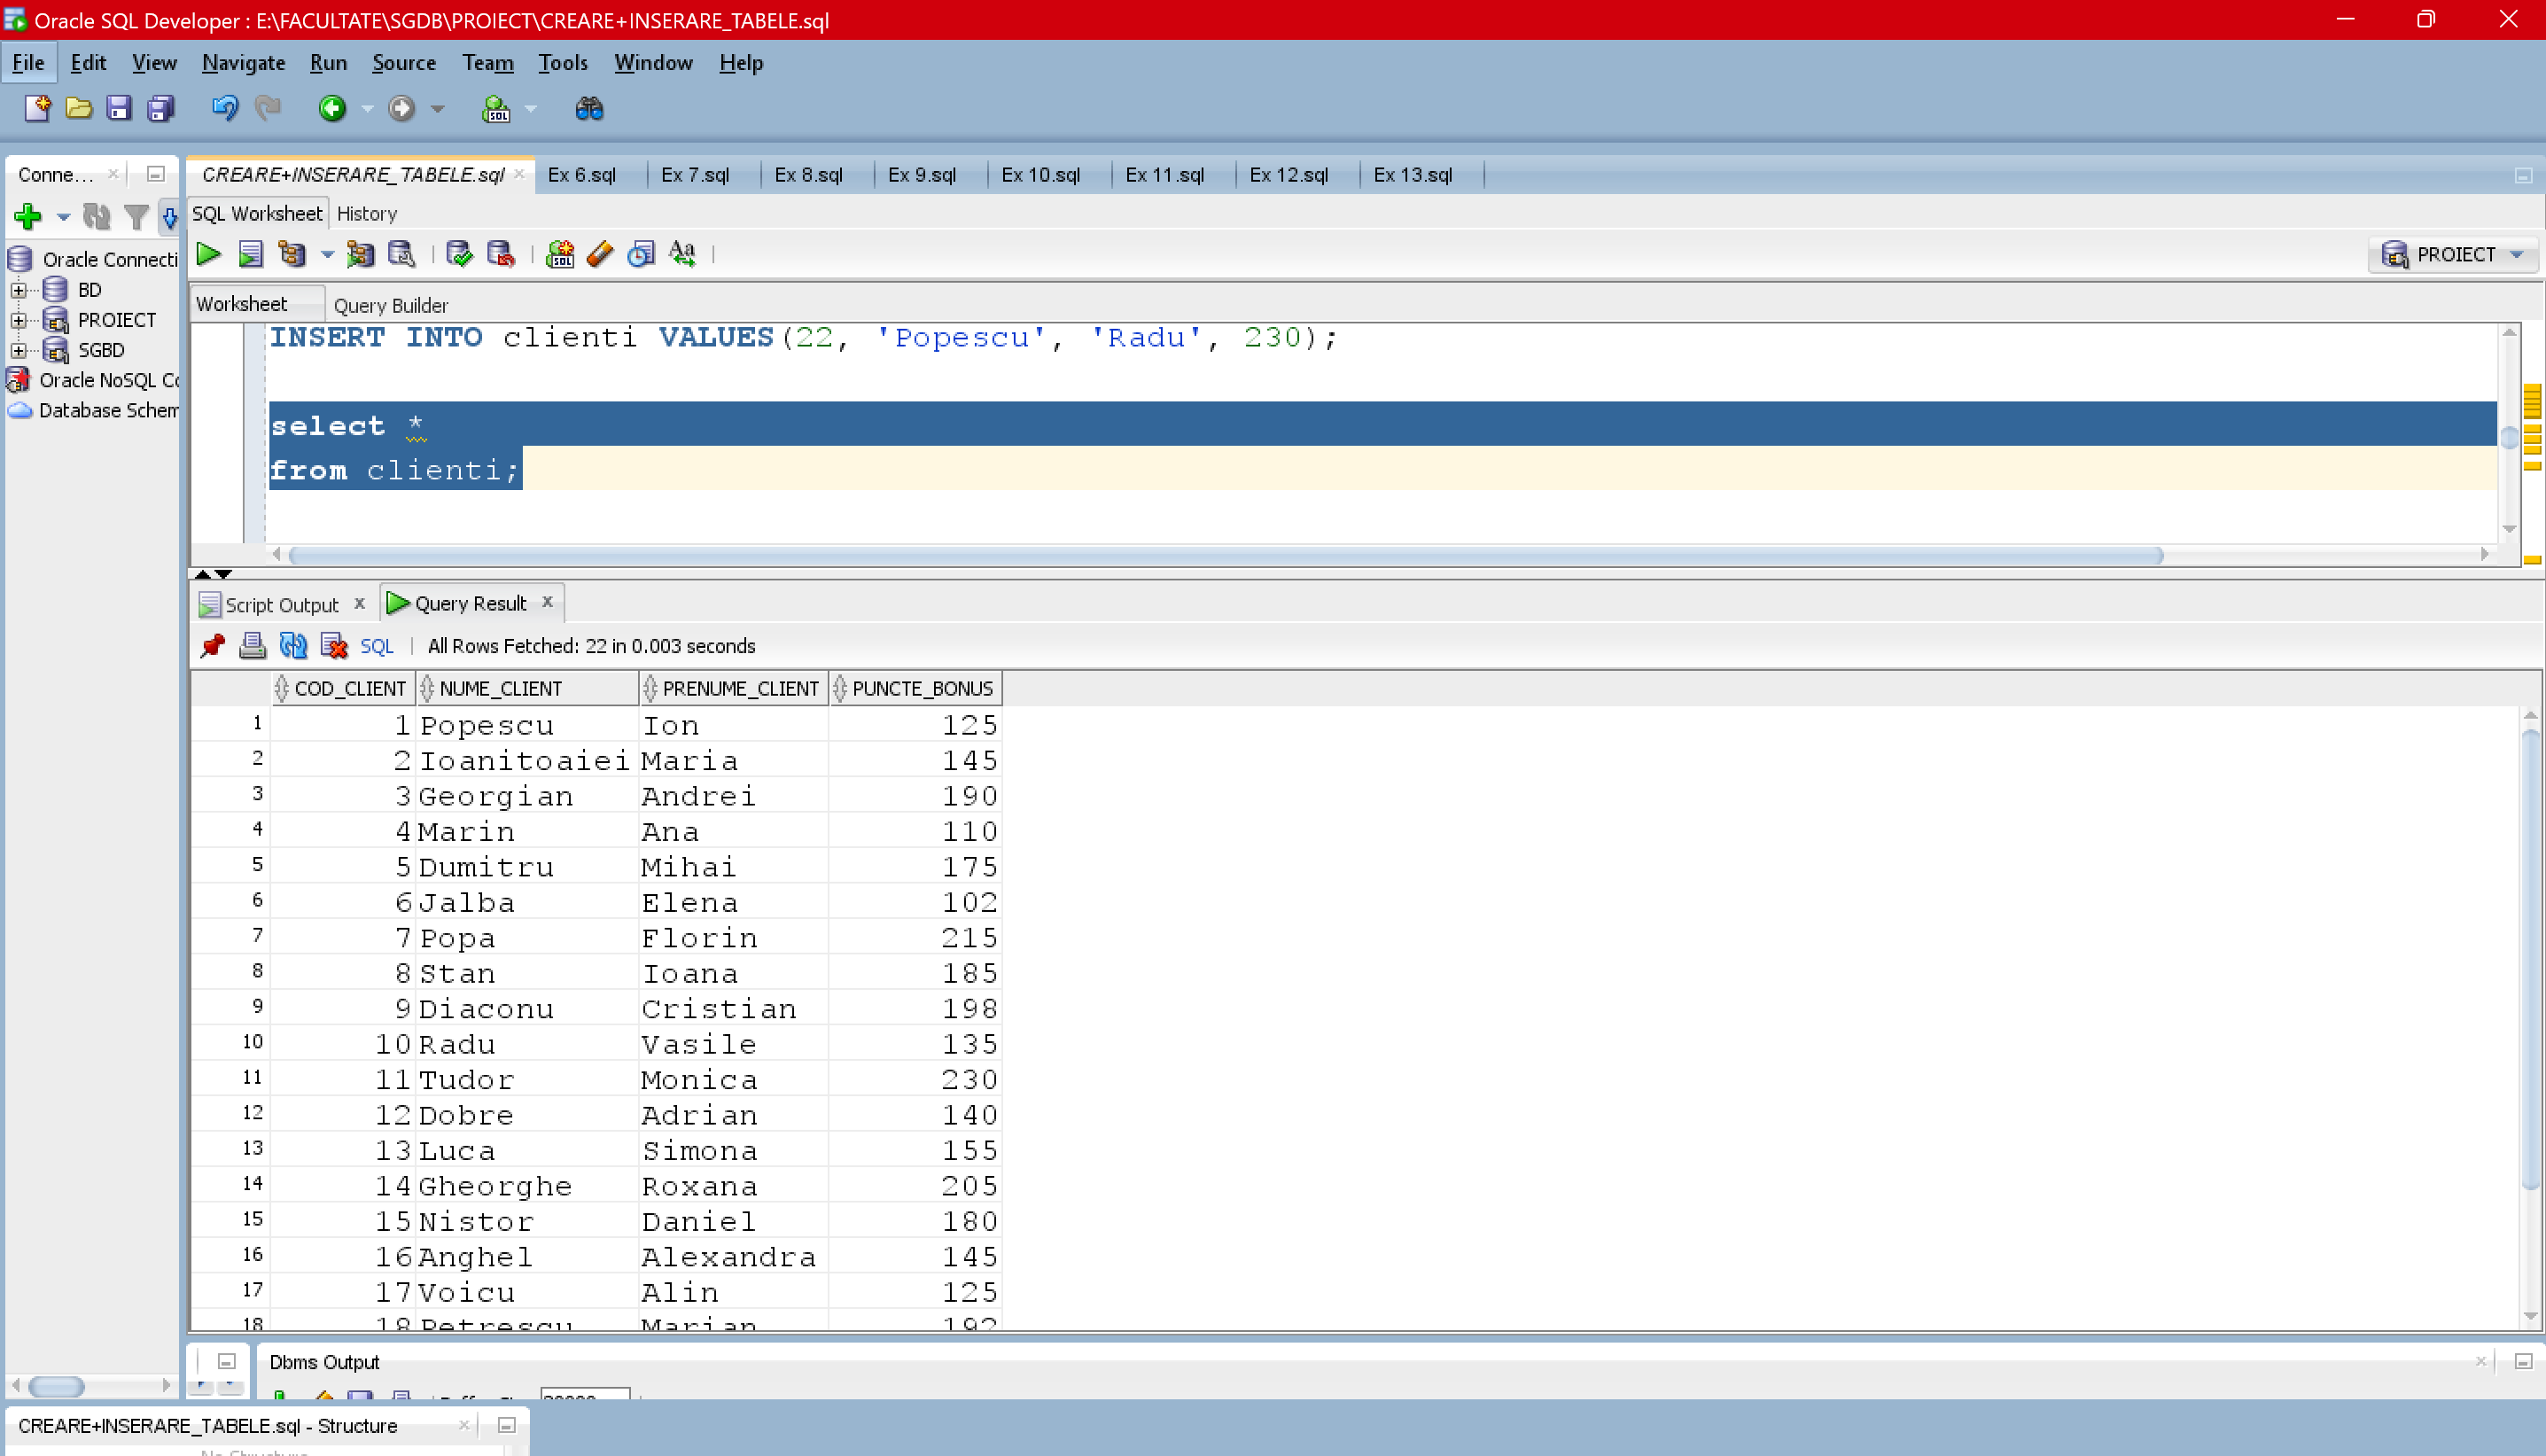 Oracle SQL Developer : E:\FACULTATE\SGDB\PROIECT\CREARE+INSERARE_TABELE.sql
File Edit View Navigate Run Source Team Tools Window Help
Conne...
CREARE+INSERARE_TABELE.sql Ex 6.sql Ex 7.sql Ex 8.sql Ex 9.sql Ex 10.sql Ex 11.sql Ex 12.sql Ex 13.sql
SQL Worksheet History
PROIECT
Oracle Connecti
BD
PROIECT
SGBD
Oracle NoSQL Co
Database Schem
Worksheet Query Builder
INSERT INTO clienti VALUES(22, 'Popescu', 'Radu', 230);
select *
from clienti;
Script Output x Query Result x
SQL | All Rows Fetched: 22 in 0.003 seconds
COD_CLIENT NUME_CLIENT PRENUME_CLIENT PUNCTE_BONUS
1 1 Popescu Ion 125
2 2 Ioanitoaiei Maria 145
3 3 Georgian Andrei 190
4 4 Marin Ana 110
5 5 Dumitru Mihai 175
6 6 Jalba Elena 102
7 7 Popa Florin 215
8 8 Stan Ioana 185
9 9 Diaconu Cristian 198
10 10 Radu Vasile 135
11 11 Tudor Monica 230
12 12 Dobre Adrian 140
13 13 Luca Simona 155
14 14 Gheorghe Roxana 205
15 15 Nistor Daniel 180
16 16 Anghel Alexandra 145
17 17 Voicu Alin 125
18 18 Petrescu Marian 192
Dbms Output
CREARE+INSERARE_TABELE.sql - Structure